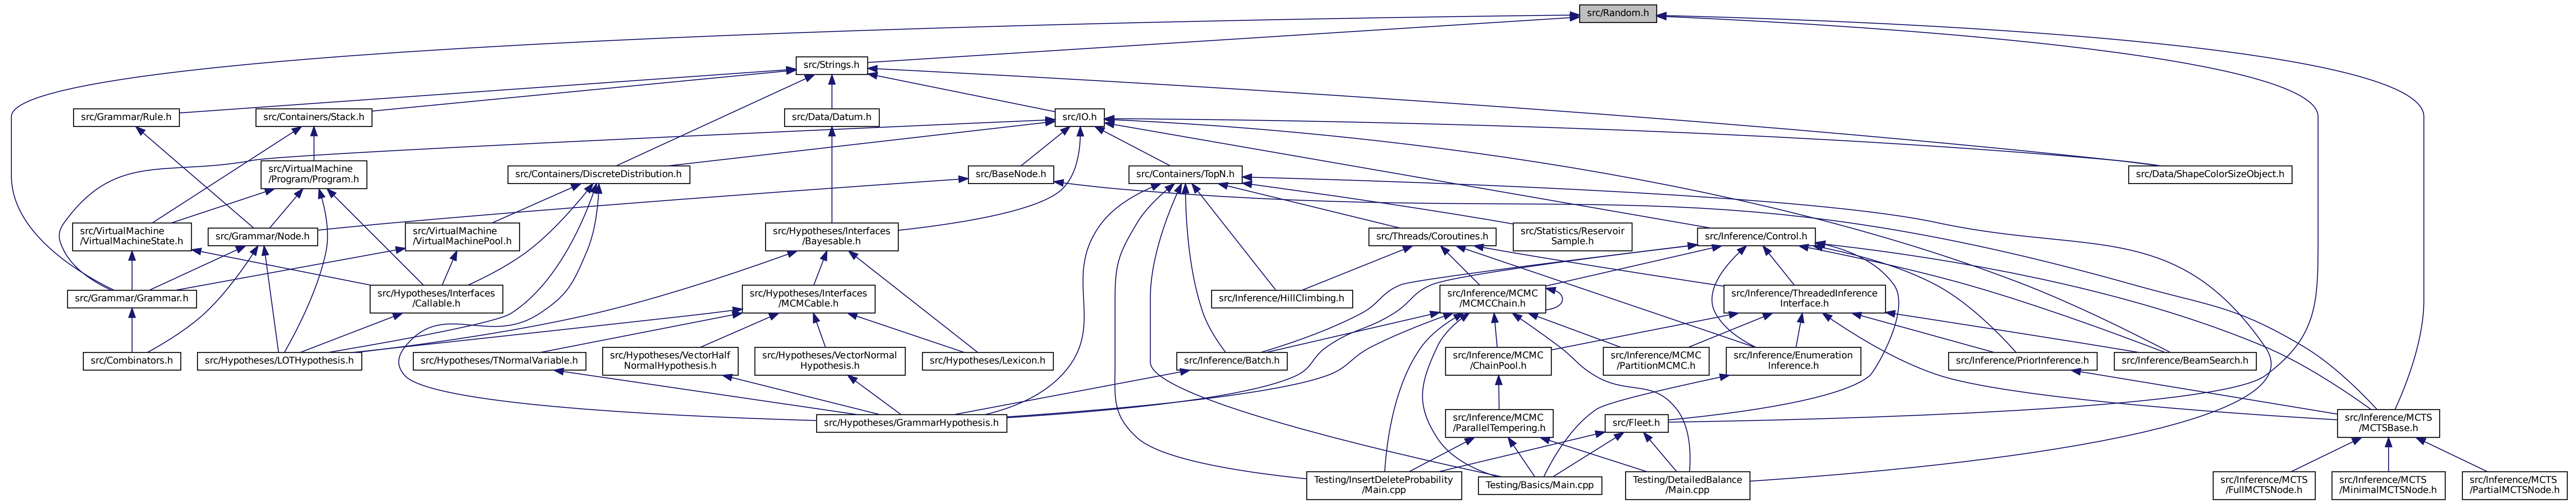 src/Random.h
src/Strings.h
src/Grammar/Rule.h
src/Containers/Stack.h
src/Data/Datum.h
src/IO.h
src/VirtualMachine
/Program/Program.h
src/Containers/DiscreteDistribution.h
src/BaseNode.h
src/Containers/TopN.h
src/Data/ShapeColorSizeObject.h
src/VirtualMachine
/VirtualMachineState.h
src/Grammar/Node.h
src/VirtualMachine
/VirtualMachinePool.h
src/Hypotheses/Interfaces
/Bayesable.h
src/Threads/Coroutines.h
src/Statistics/Reservoir
Sample.h
src/Inference/Control.h
src/Grammar/Grammar.h
src/Hypotheses/Interfaces
/Callable.h
src/Hypotheses/Interfaces
/MCMCable.h
src/Inference/HillClimbing.h
src/Inference/MCMC
/MCMCChain.h
src/Inference/ThreadedInference
Interface.h
src/Combinators.h
src/Hypotheses/LOTHypothesis.h
src/Hypotheses/TNormalVariable.h
src/Hypotheses/VectorHalf
NormalHypothesis.h
src/Hypotheses/VectorNormal
Hypothesis.h
src/Hypotheses/Lexicon.h
src/Inference/Batch.h
src/Inference/MCMC
/ChainPool.h
src/Inference/MCMC
/PartitionMCMC.h
src/Inference/Enumeration
Inference.h
src/Inference/PriorInference.h
src/Inference/BeamSearch.h
src/Hypotheses/GrammarHypothesis.h
src/Inference/MCMC
/ParallelTempering.h
src/Fleet.h
src/Inference/MCTS
/MCTSBase.h
Testing/InsertDeleteProbability
/Main.cpp
Testing/Basics/Main.cpp
Testing/DetailedBalance
/Main.cpp
src/Inference/MCTS
/FullMCTSNode.h
src/Inference/MCTS
/MinimalMCTSNode.h
src/Inference/MCTS
/PartialMCTSNode.h